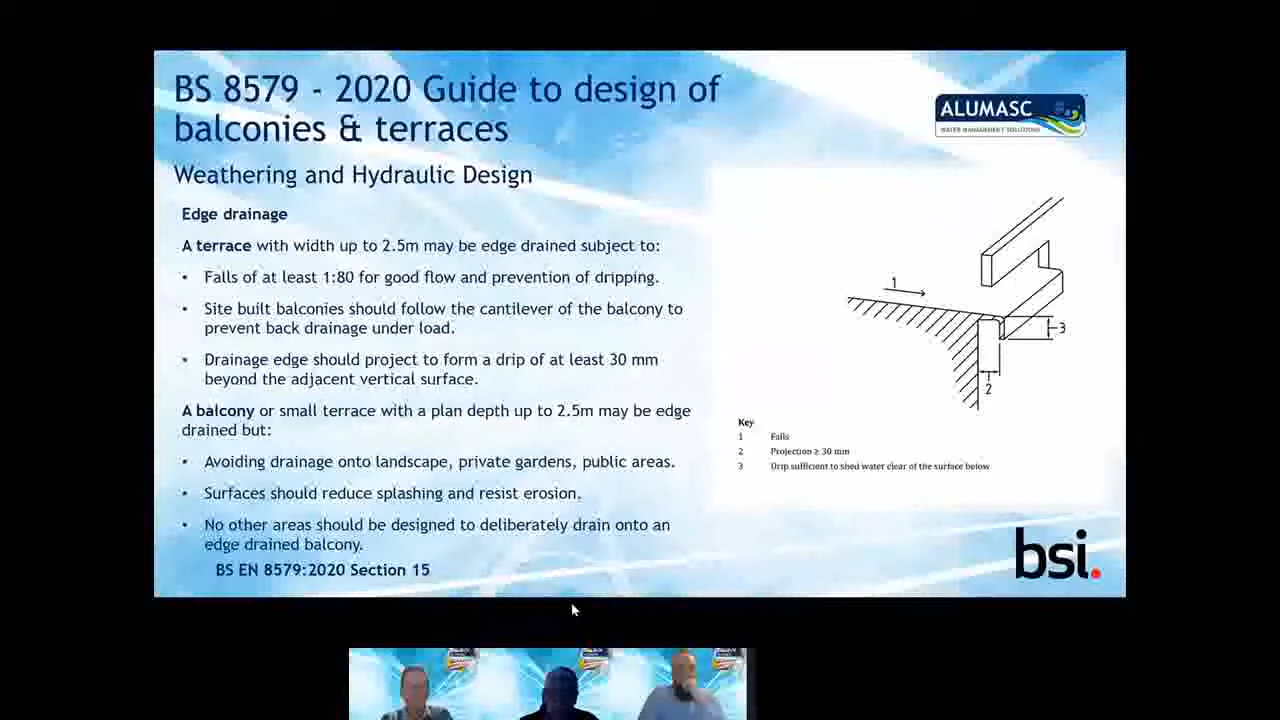 BS 8579 - 2020 Guide to design of
balconies & terraces
ALUMASC
WATER MANAGEMENT SOLUTIONS
Weathering and Hydraulic Design
Edge drainage
A terrace with width up to 2.5m may be edge drained subject to:
• Falls of at least 1:80 for good flow and prevention of dripping.
• Site built balconies should follow the cantilever of the balcony to
prevent back drainage under load.
• Drainage edge should project to form a drip of at least 30 mm
beyond the adjacent vertical surface.
A balcony or small terrace with a plan depth up to 2.5m may be edge
drained but:
• Avoiding drainage onto landscape, private gardens, public areas.
• Surfaces should reduce splashing and resist erosion.
• No other areas should be designed to deliberately drain onto an
edge drained balcony.
BS EN 8579:2020 Section 15
1
3
2
Key
1 Falls
2 Projection ≥ 30 mm
3 Drip sufficient to shed water clear of the surface below
bsi.